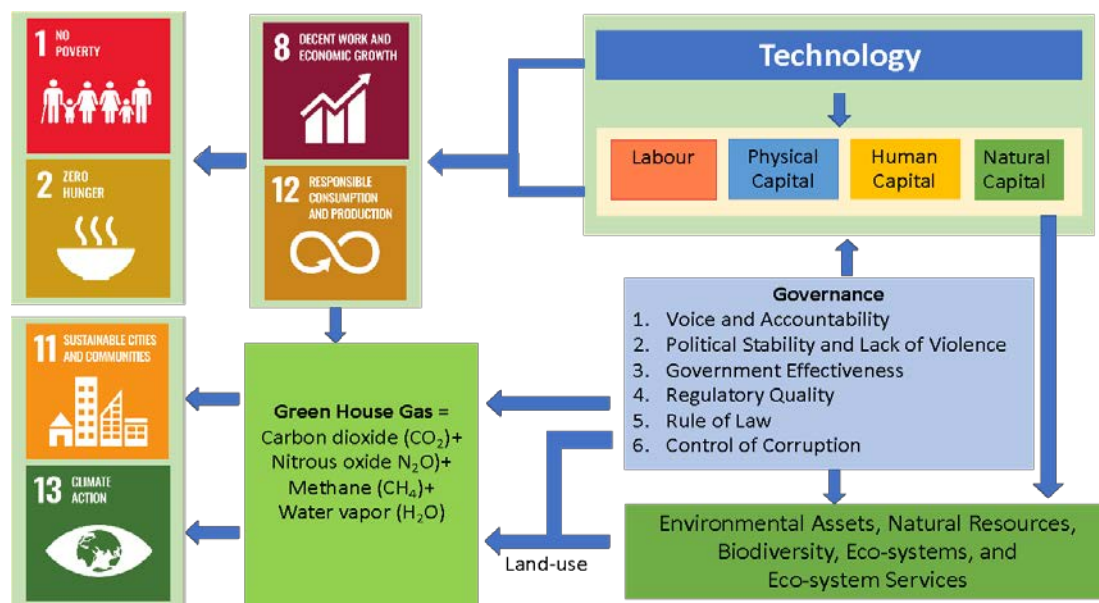 1 NO
POVERTY
2 ZERO
HUNGER
8 DECENT WORK AND
ECONOMIC GROWTH
12 RESPONSIBLE
CONSUMPTION
AND PRODUCTION
Technology
Labour
Physical
Capital
Human
Capital
Natural
Capital
11 SUSTAINABLE CITIES
AND COMMUNITIES
13 CLIMATE
ACTION
Green House Gas =
Carbon dioxide (CO₂)+
Nitrous oxide N₂O)+
Methane (CH₄)+
Water vapor (H₂O)
Governance
1. Voice and Accountability
2. Political Stability and Lack of Violence
3. Government Effectiveness
4. Regulatory Quality
5. Rule of Law
6. Control of Corruption
Land-use
Environmental Assets, Natural Resources,
Biodiversity, Eco-systems, and
Eco-system Services